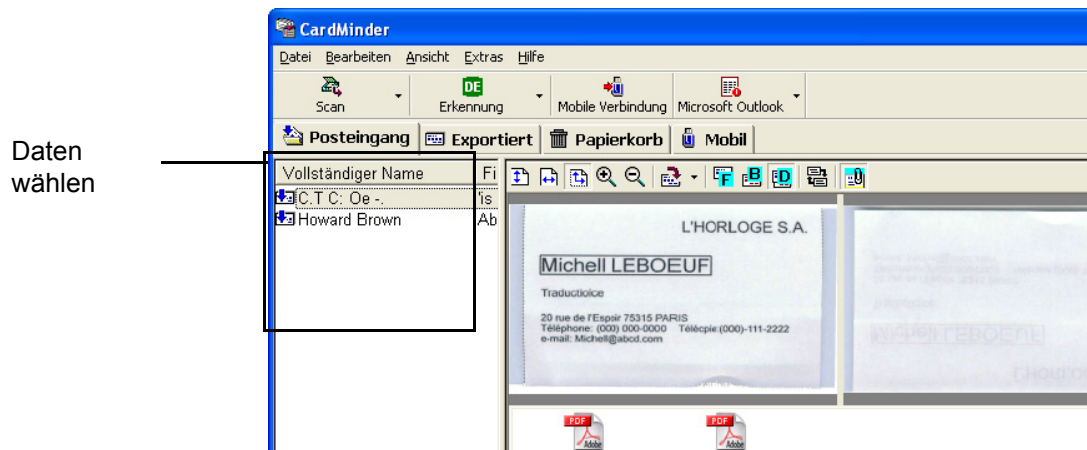 CardMinder
Datei Bearbeiten Ansicht Extras Hilfe
DE
Scan Erkennung Mobile Verbindung Microsoft Outlook
Posteingang Exportiert Papierkorb Mobil
Daten
wählen
Vollständiger Name Fi
F B D
C.T C: Oe -. 'is
Howard Brown Ab
L'HORLOGE S.A.
Michell LEBOEUF
Traductioice
20 rue de l'Espoir 75315 PARIS
Téléphone: (000) 000-0000 Télécpie:(000)-111-2222
e-mail: Michell@abcd.com
PDF PDF
Adobe Adobe